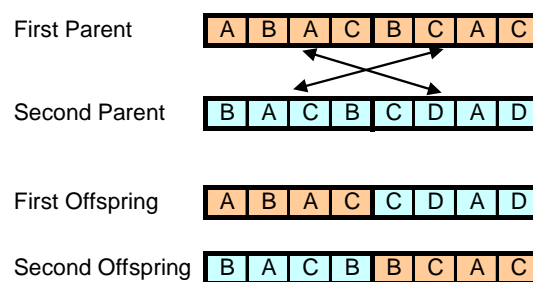 First Parent A B A C B C A C
Second Parent B A C B C D A D
First Offspring A B A C C D A D
Second Offspring B A C B B C A C